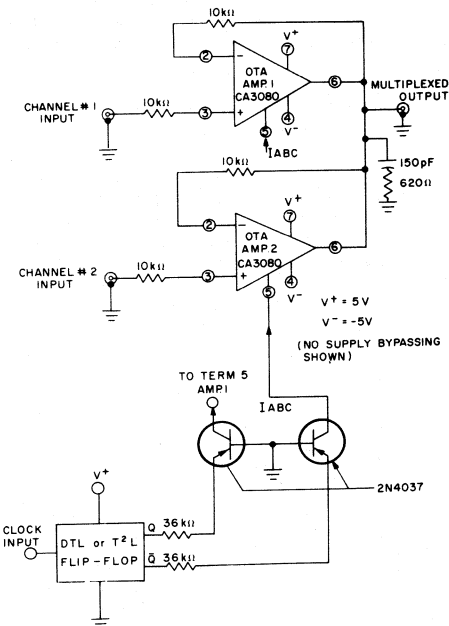 10kΩ
V+
7
2
−
OTA
AMP.1
CA3080
6
MULTIPLEXED
OUTPUT
CHANNEL # 1
INPUT
10kΩ
3
+
4
V−
5
IABC
10kΩ
150pF
620Ω
V+
7
2
−
OTA
AMP.2
CA3080
6
CHANNEL # 2
INPUT
10kΩ
3
+
4
V−
5
V+ = 5V
V− = -5V
(NO SUPPLY BYPASSING
SHOWN)
TO TERM 5
AMP.1
IABC
2N4037
V+
CLOCK
INPUT
DTL or T²L
FLIP-FLOP
Q 36kΩ
Q̄ 36kΩ